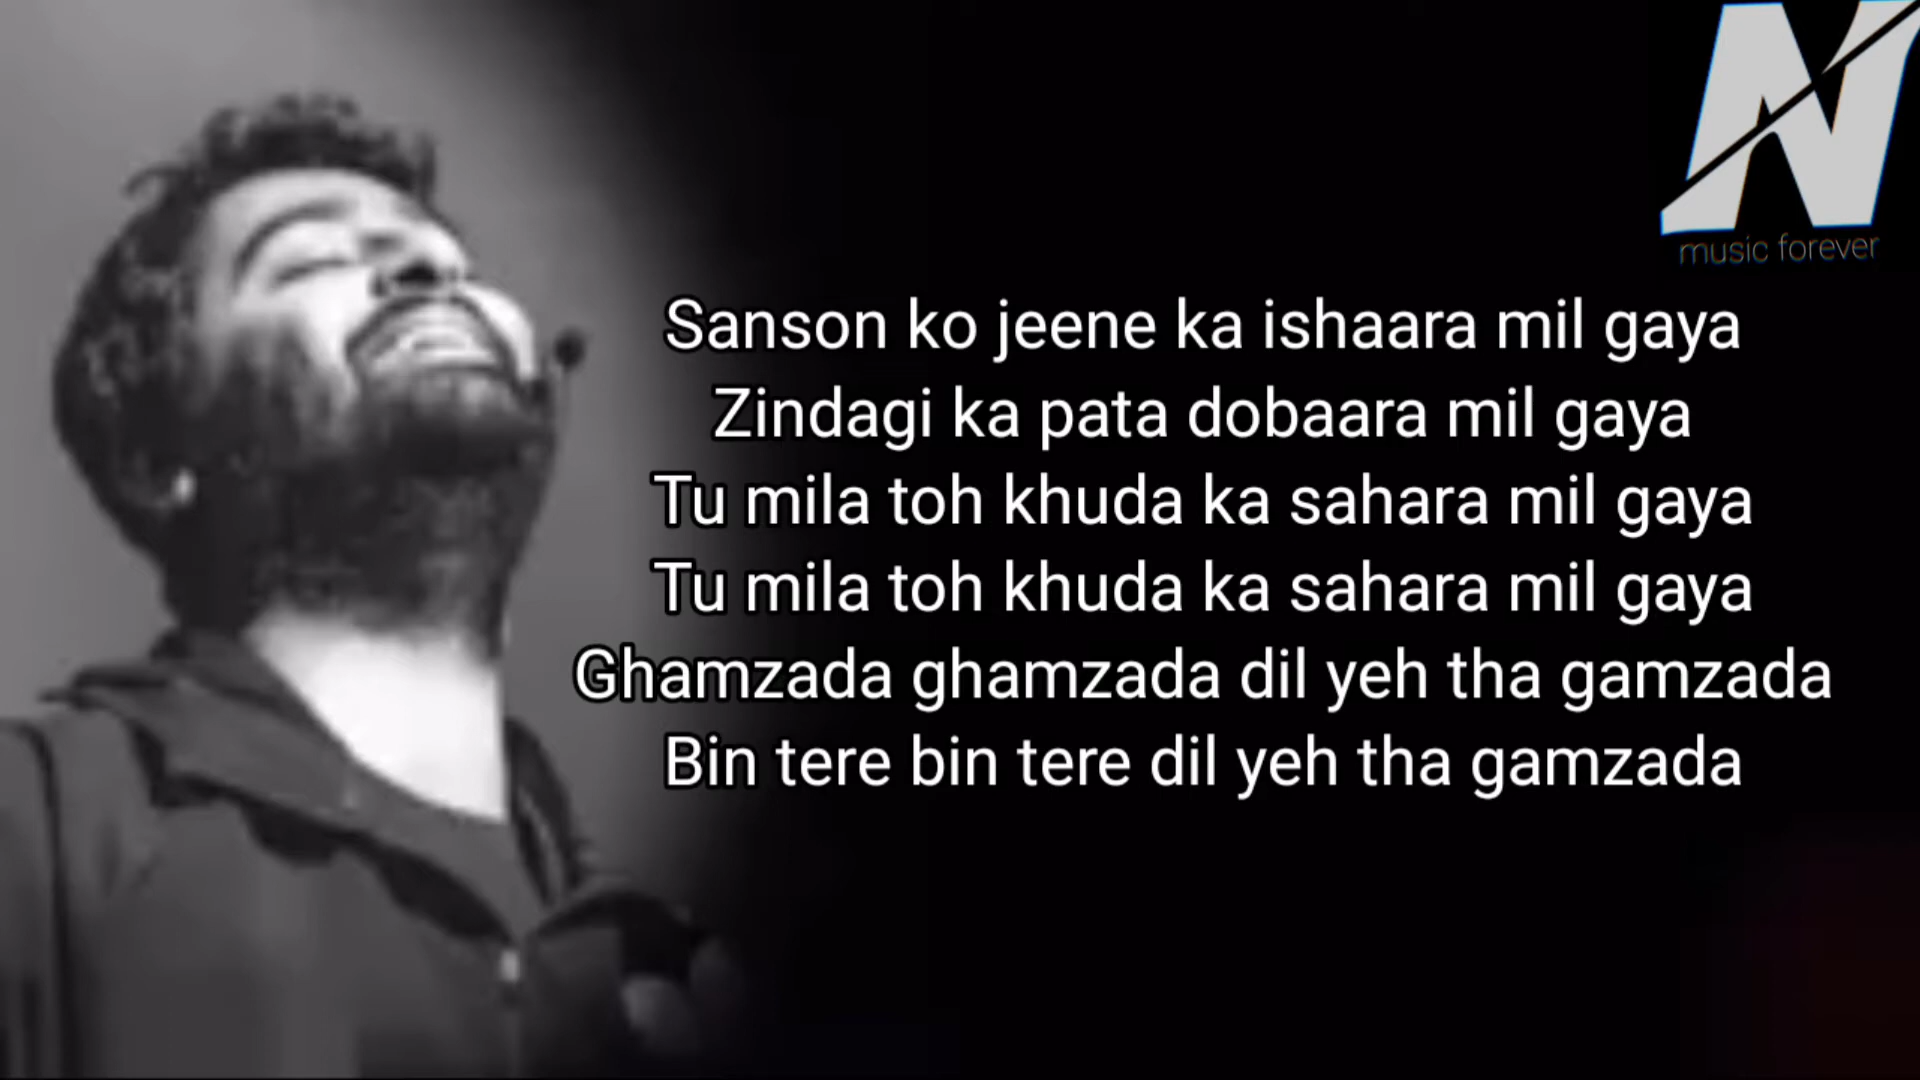 music forever
Sanson ko jeene ka ishaara mil gaya
Zindagi ka pata dobaara mil gaya
Tu mila toh khuda ka sahara mil gaya
Tu mila toh khuda ka sahara mil gaya
Ghamzada ghamzada dil yeh tha gamzada
Bin tere bin tere dil yeh tha gamzada